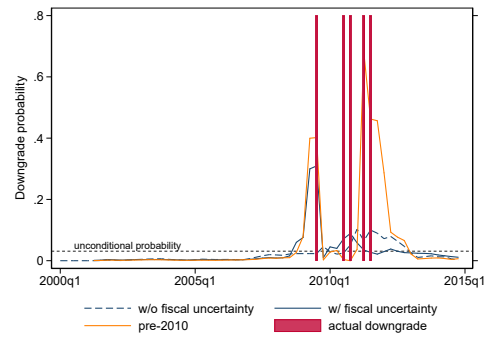 .8
.6
.4
.2
0
Downgrade probability
unconditional probability
2000q1 2005q1 2010q1 2015q1
w/o fiscal uncertainty w/ fiscal uncertainty
pre-2010 actual downgrade